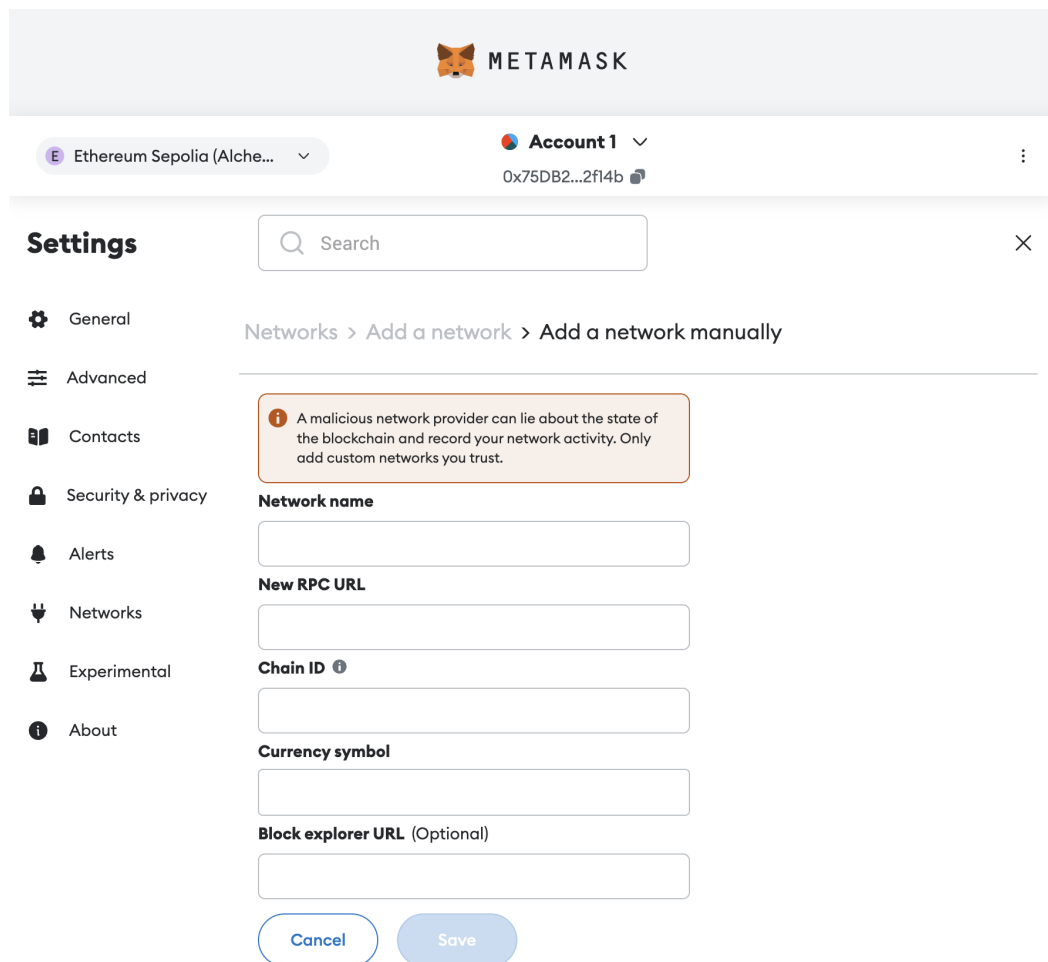 METAMASK
E Ethereum Sepolia (Alche...
Account 1
0x75DB2...2f14b
Settings
Search
General
Advanced
Contacts
Security & privacy
Alerts
Networks
Experimental
About
Networks > Add a network > Add a network manually
A malicious network provider can lie about the state of
the blockchain and record your network activity. Only
add custom networks you trust.
Network name
New RPC URL
Chain ID
Currency symbol
Block explorer URL (Optional)
Cancel
Save